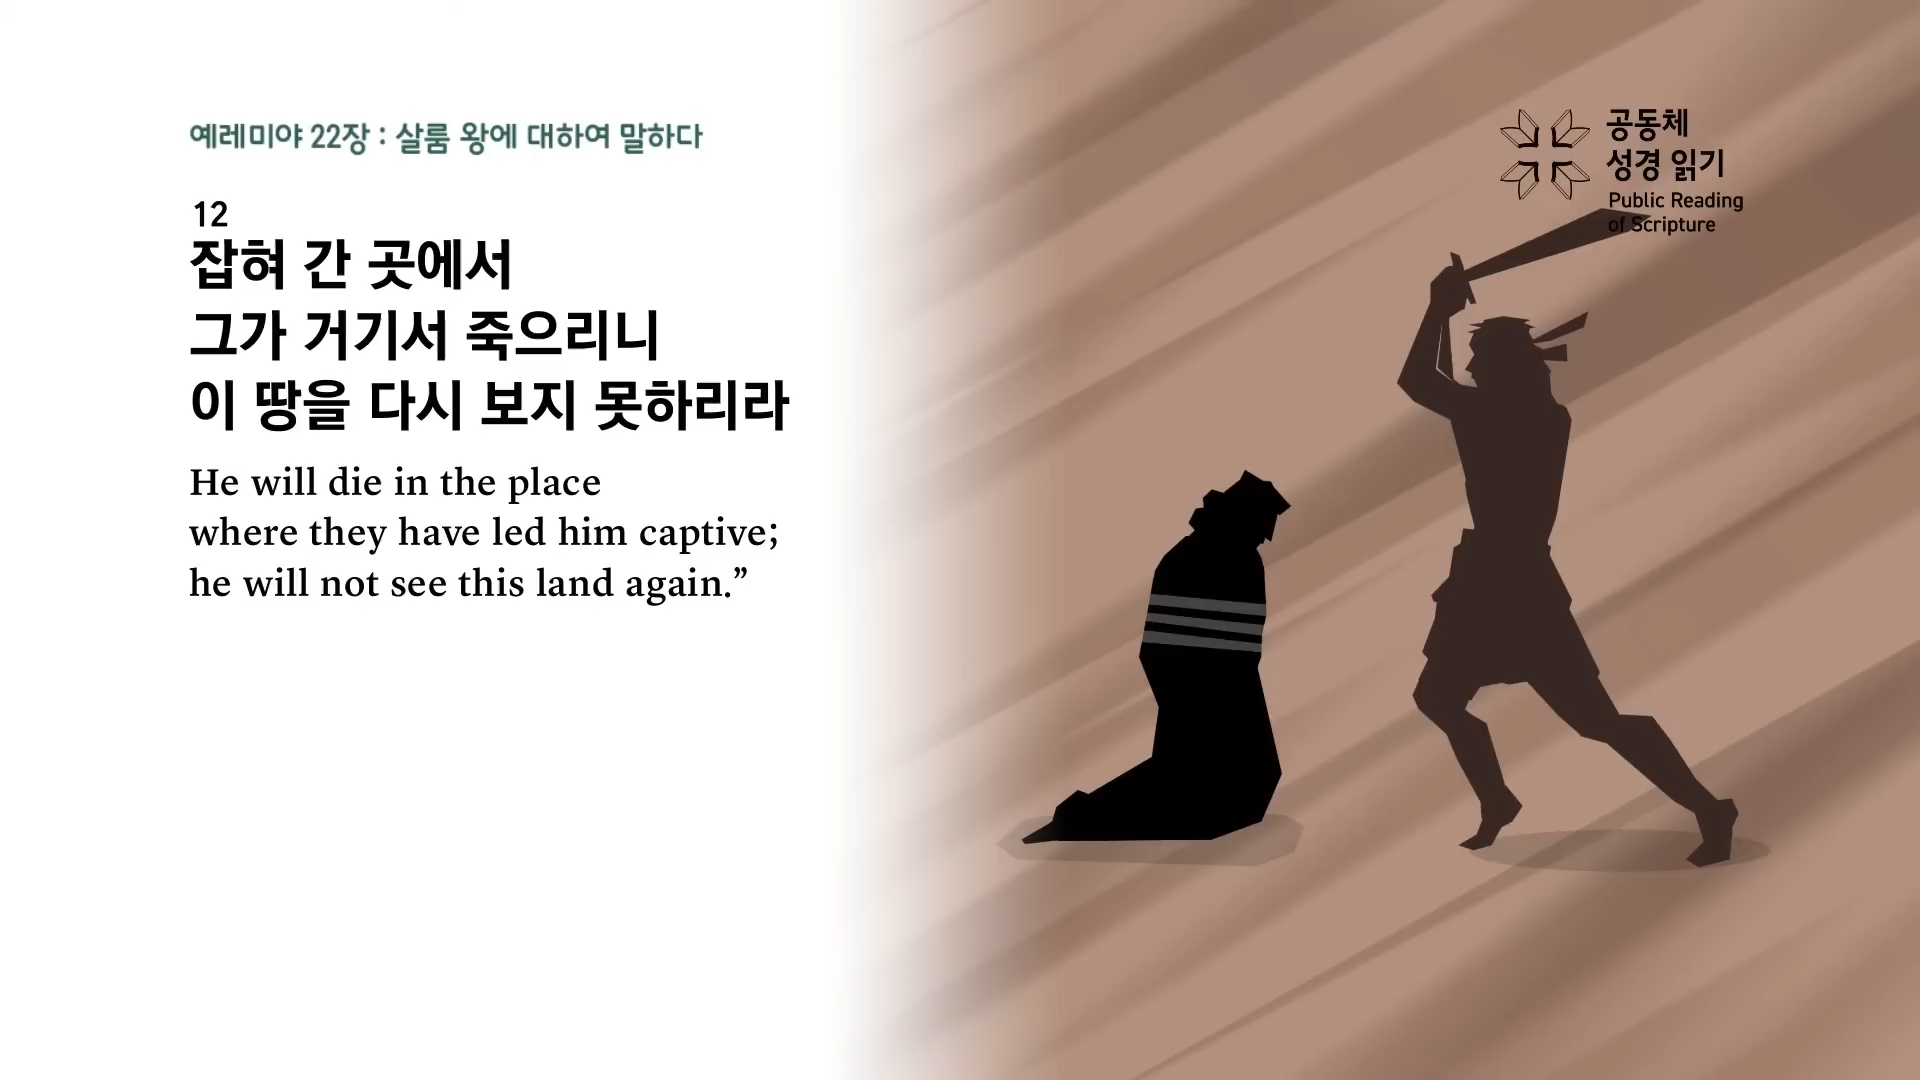 예레미야 22장 : 살룸 왕에 대하여 말하다
12
잡혀 간 곳에서
그가 거기서 죽으리니
이 땅을 다시 보지 못하리라
He will die in the place
where they have led him captive;
he will not see this land again.”
공동체
성경 읽기
Public Reading
of Scripture